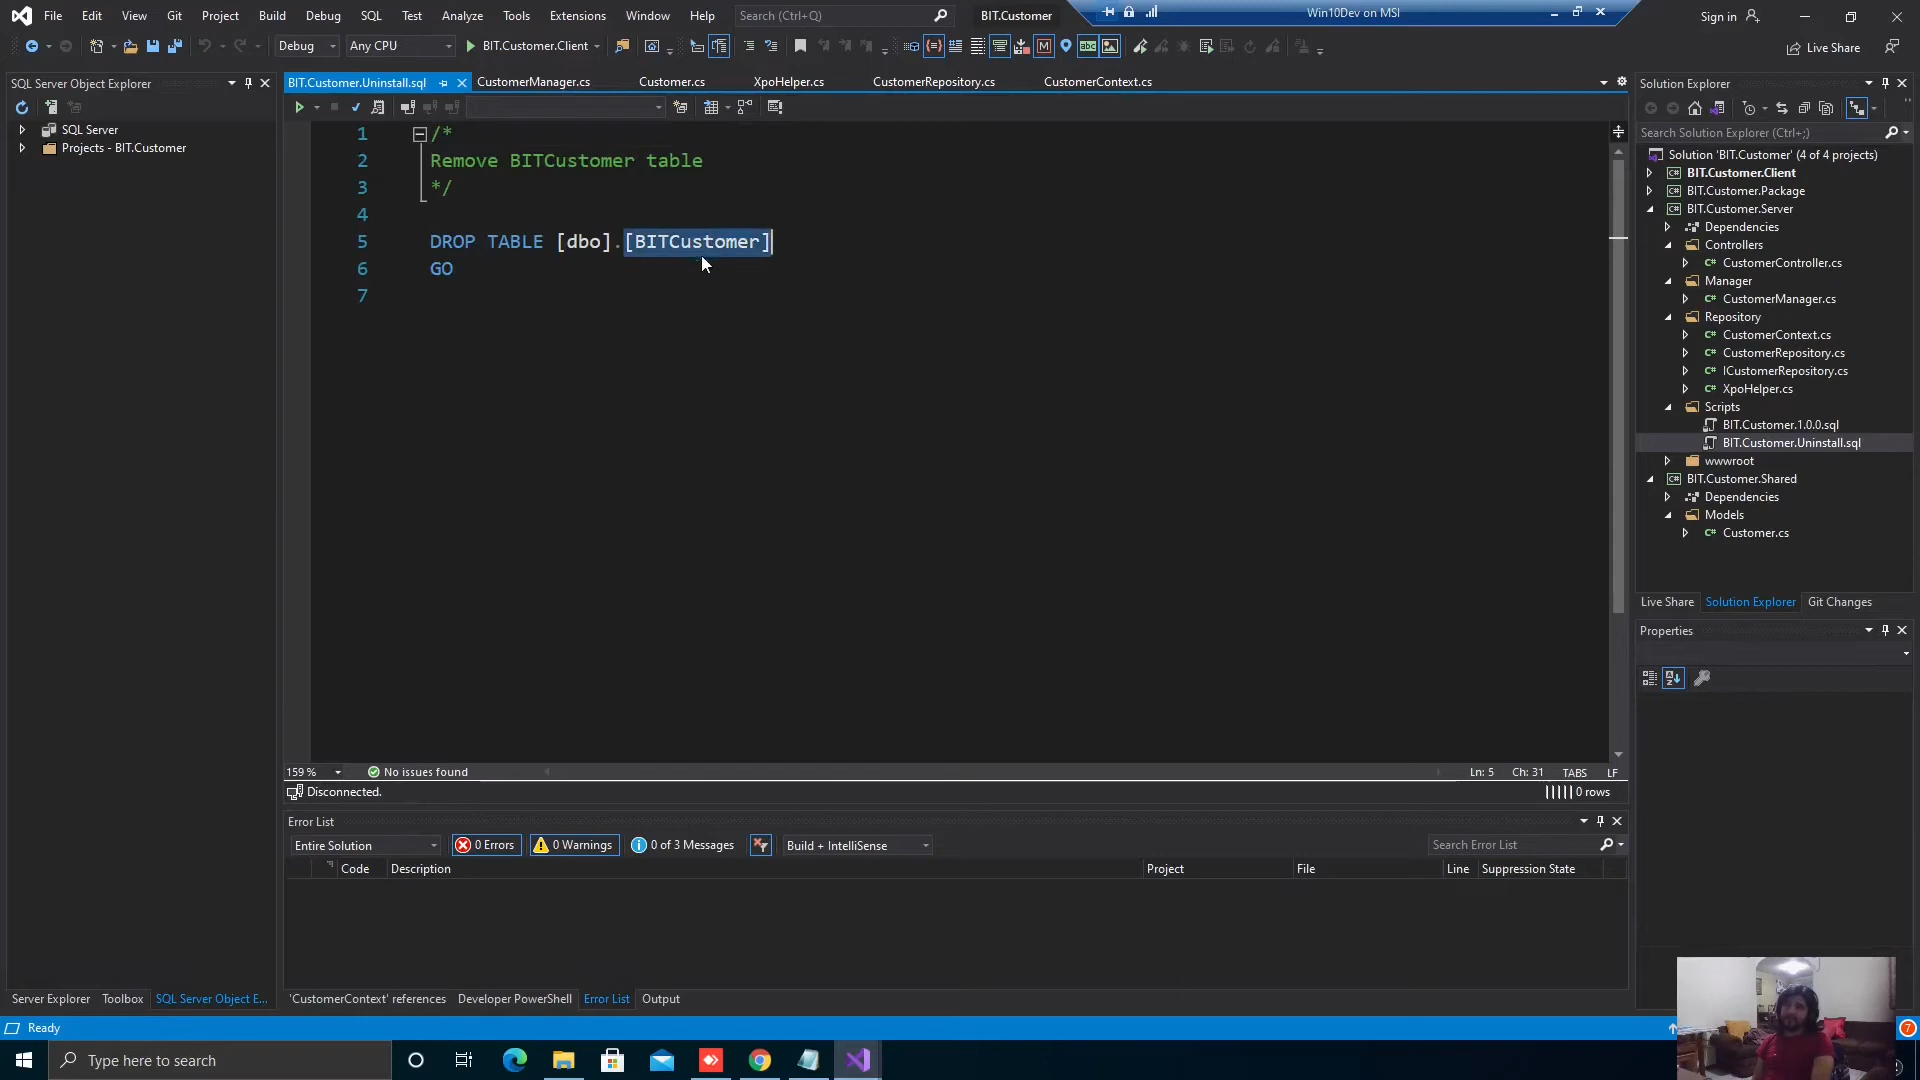 File Edit View Git Project Build Debug SQL Test Analyze Tools Extensions Window Help Search (Ctrl+Q) BIT.Customer Win10Dev on MSI Sign in
Debug Any CPU BIT.Customer.Client Live Share
SQL Server Object Explorer
SQL Server
Projects - BIT.Customer
BIT.Customer.Uninstall.sql CustomerManager.cs Customer.cs XpoHelper.cs CustomerRepository.cs CustomerContext.cs
1 /*
2 Remove BITCustomer table
3 */
4
5 DROP TABLE [dbo].[BITCustomer]
6 GO
7
159 % No issues found Ln: 5 Ch: 31 TABS LF
Disconnected. 0 rows
Error List
Entire Solution 0 Errors 0 Warnings 0 of 3 Messages Build + IntelliSense Search Error List
Code Description Project File Line Suppression State
Server Explorer Toolbox SQL Server Object E...
'CustomerContext' references Developer PowerShell Error List Output
Solution Explorer
Search Solution Explorer (Ctrl+;)
Solution 'BIT.Customer' (4 of 4 projects)
BIT.Customer.Client
BIT.Customer.Package
BIT.Customer.Server
Dependencies
Controllers
CustomerController.cs
Manager
CustomerManager.cs
Repository
CustomerContext.cs
CustomerRepository.cs
ICustomerRepository.cs
XpoHelper.cs
Scripts
BIT.Customer.1.0.0.sql
BIT.Customer.Uninstall.sql
wwwroot
BIT.Customer.Shared
Dependencies
Models
Customer.cs
Live Share Solution Explorer Git Changes
Properties
Ready
7
Type here to search